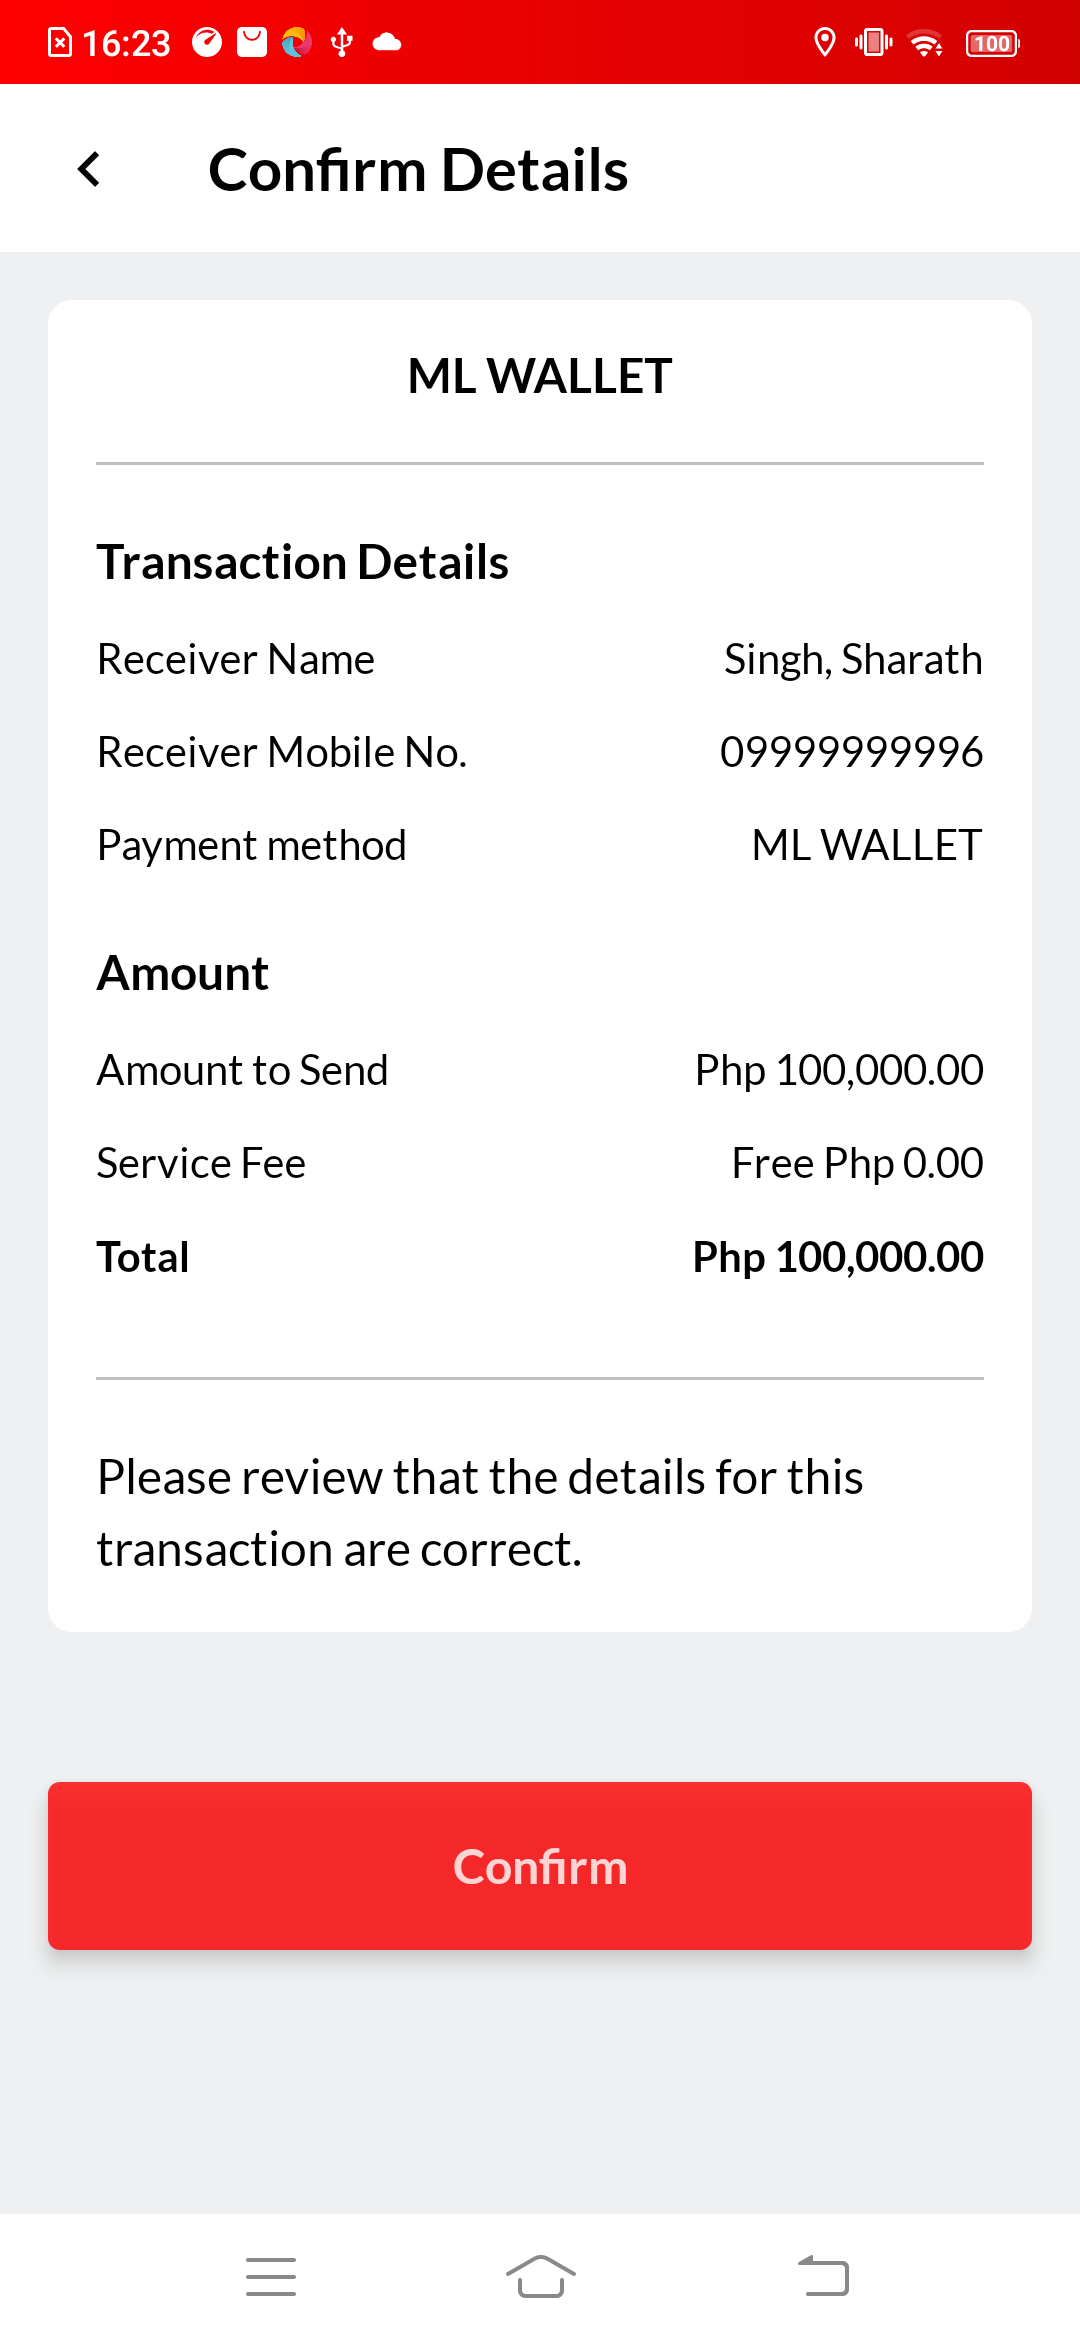 16:23
100
Confirm Details
ML WALLET
Transaction Details
Receiver Name Singh, Sharath
Receiver Mobile No. 09999999996
Payment method ML WALLET
Amount
Amount to Send Php 100,000.00
Service Fee Free Php 0.00
Total Php 100,000.00
Please review that the details for this
transaction are correct.
Confirm